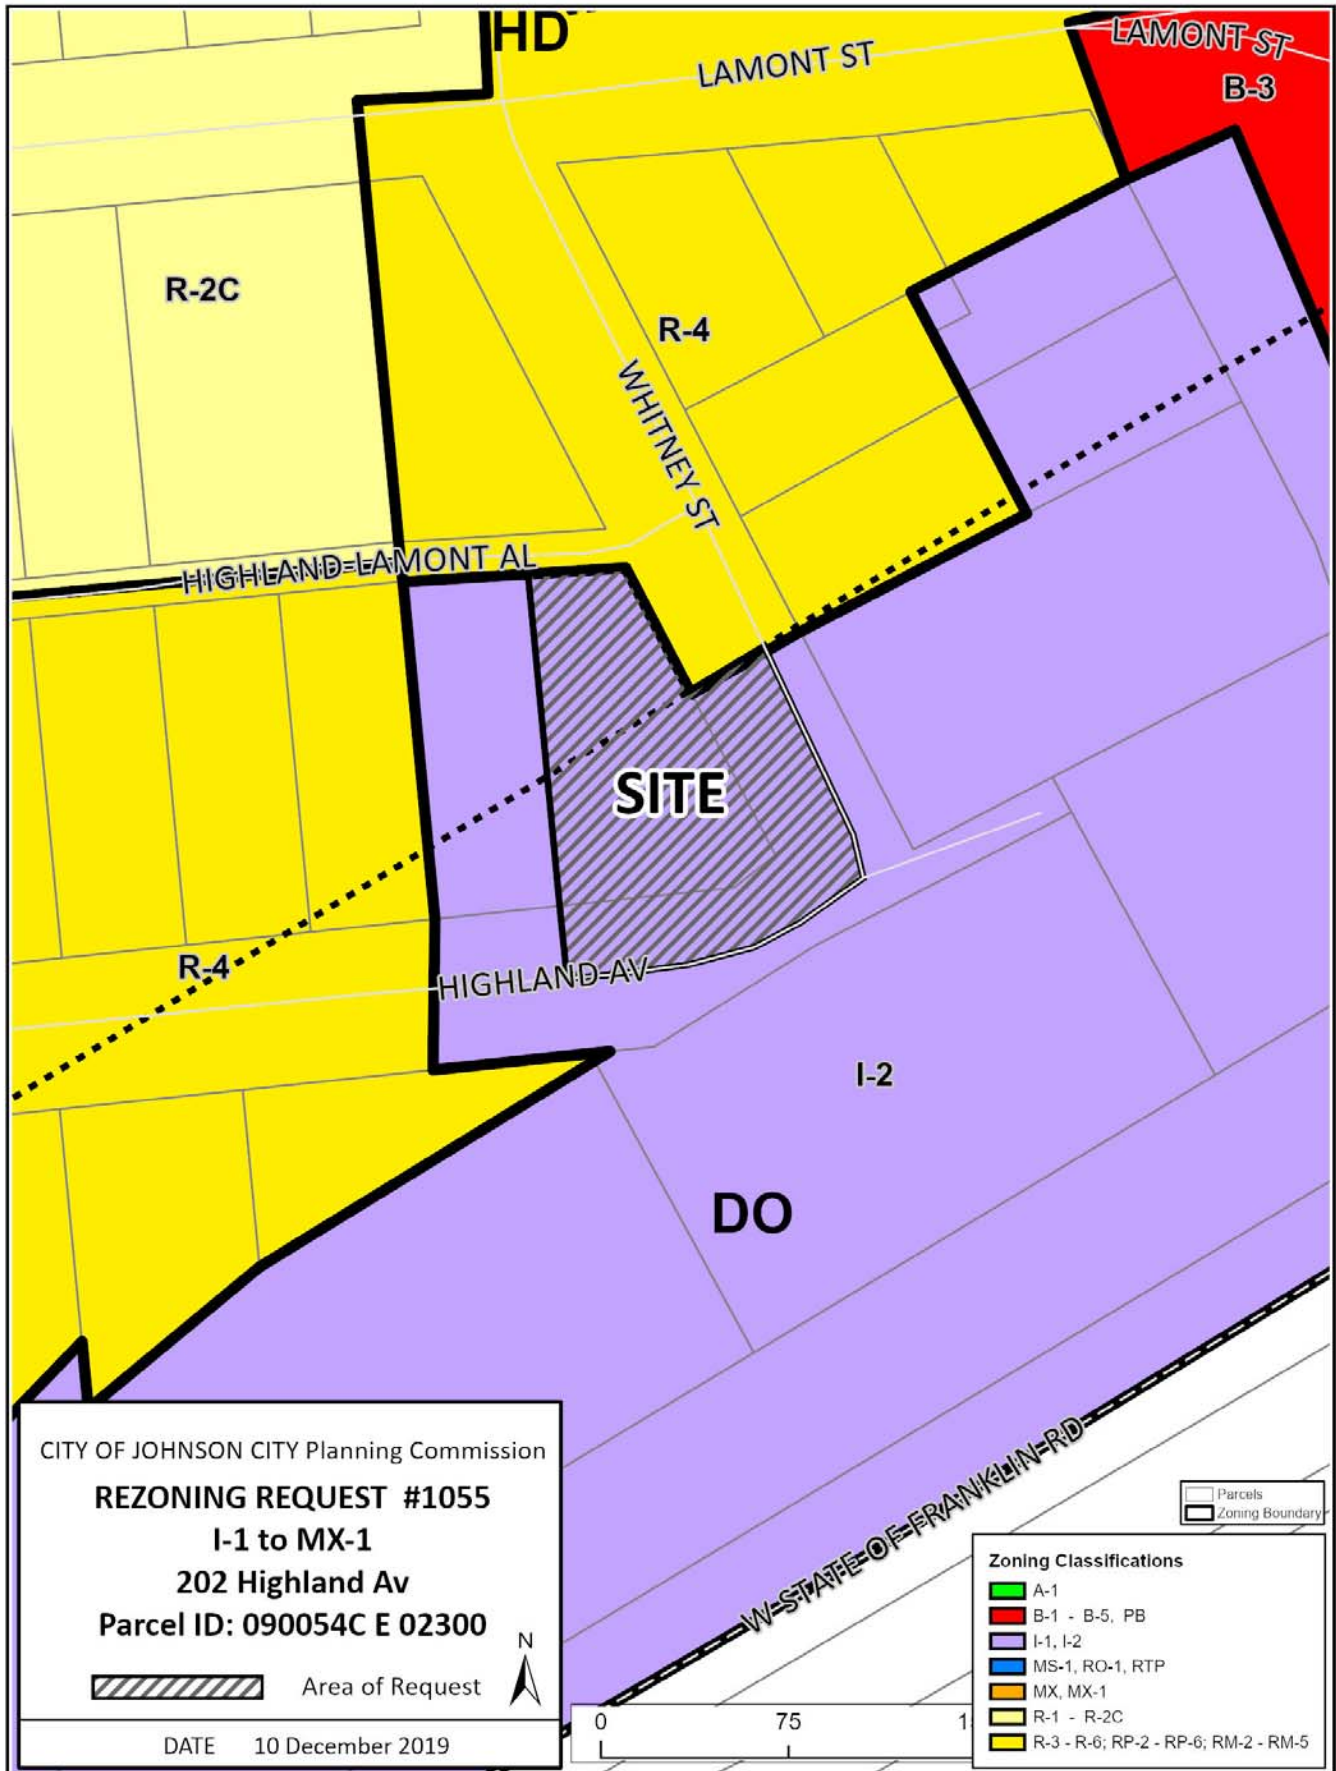 HD
LAMONT ST
LAMONT ST
B-3
R-2C
R-4
WHITNEY ST
HIGHLAND-LAMONT AL
SITE
R-4
HIGHLAND AV
I-2
DO
W STATE OF FRANKLIN RD
CITY OF JOHNSON CITY Planning Commission
REZONING REQUEST #1055
I-1 to MX-1
202 Highland Av
Parcel ID: 090054C E 02300
N
Area of Request
DATE 10 December 2019
0 75
Parcels
Zoning Boundary
Zoning Classifications
A-1
B-1 - B-5, PB
I-1, I-2
MS-1, RO-1, RTP
MX, MX-1
R-1 - R-2C
R-3 - R-6; RP-2 - RP-6; RM-2 - RM-5